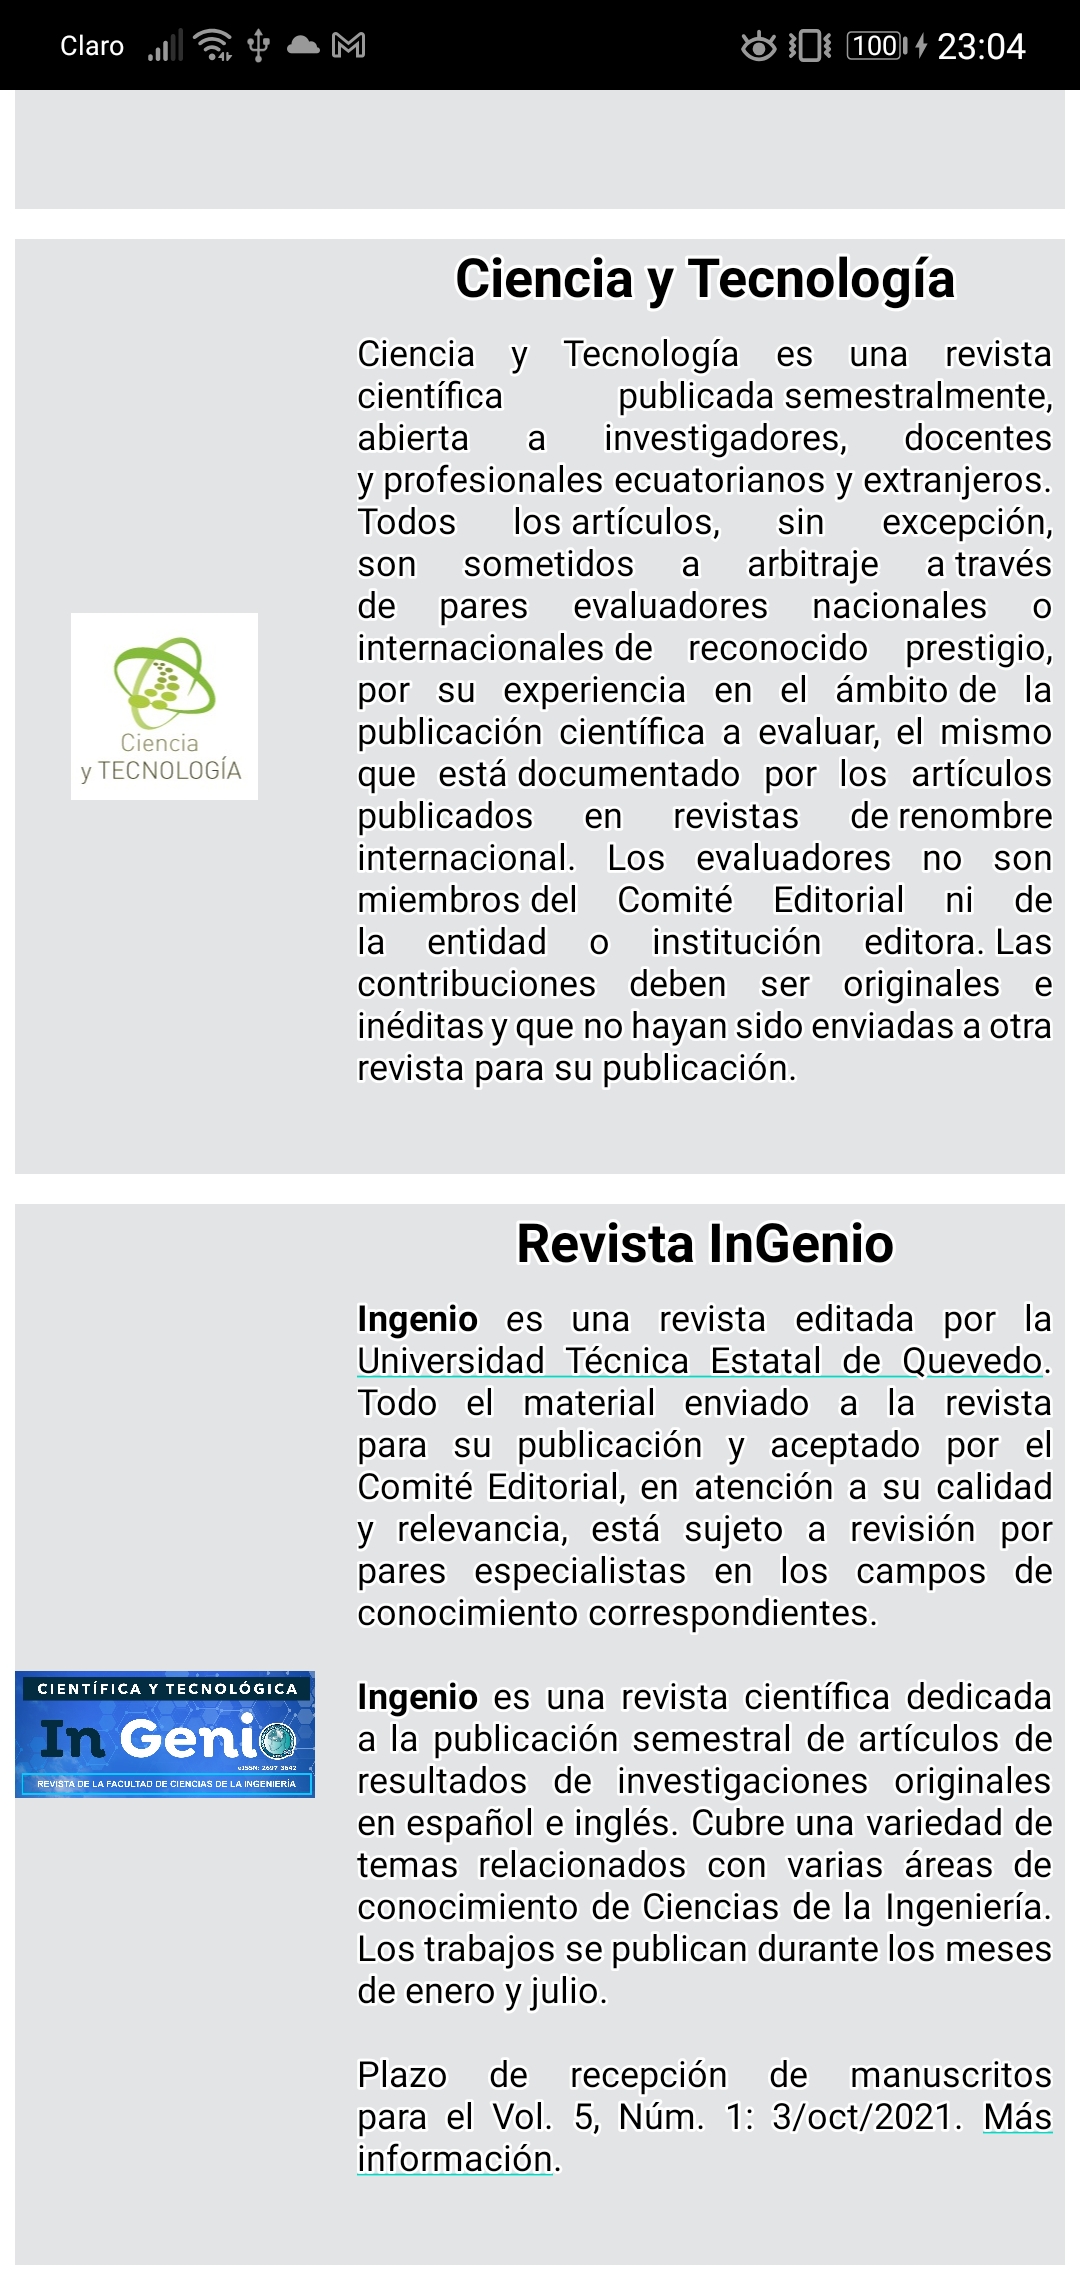 Claro
100
23:04
Ciencia y Tecnología
Ciencia y Tecnología es una revista
científica publicada semestralmente,
abierta a investigadores, docentes
y profesionales ecuatorianos y extranjeros.
Todos los artículos, sin excepción,
son sometidos a arbitraje a través
de pares evaluadores nacionales o
internacionales de reconocido prestigio,
por su experiencia en el ámbito de la
publicación científica a evaluar, el mismo
que está documentado por los artículos
publicados en revistas de renombre
internacional. Los evaluadores no son
miembros del Comité Editorial ni de
la entidad o institución editora. Las
contribuciones deben ser originales e
inéditas y que no hayan sido enviadas a otra
revista para su publicación.
Ciencia
y TECNOLOGÍA
Revista InGenio
Ingenio es una revista editada por la
Universidad Técnica Estatal de Quevedo.
Todo el material enviado a la revista
para su publicación y aceptado por el
Comité Editorial, en atención a su calidad
y relevancia, está sujeto a revisión por
pares especialistas en los campos de
conocimiento correspondientes.
Ingenio es una revista científica dedicada
a la publicación semestral de artículos de
resultados de investigaciones originales
en español e inglés. Cubre una variedad de
temas relacionados con varias áreas de
conocimiento de Ciencias de la Ingeniería.
Los trabajos se publican durante los meses
de enero y julio.
Plazo de recepción de manuscritos
para el Vol. 5, Núm. 1: 3/oct/2021. Más
información.
CIENTÍFICA Y TECNOLÓGICA
In Genio
eISSN: 2697-3642
REVISTA DE LA FACULTAD DE CIENCIAS DE LA INGENIERÍA